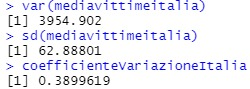 > var(mediavittimeitalia)
[1] 3954.902
> sd(mediavittimeitalia)
[1] 62.88801
> coefficienteVariazioneItalia
[1] 0.3899619